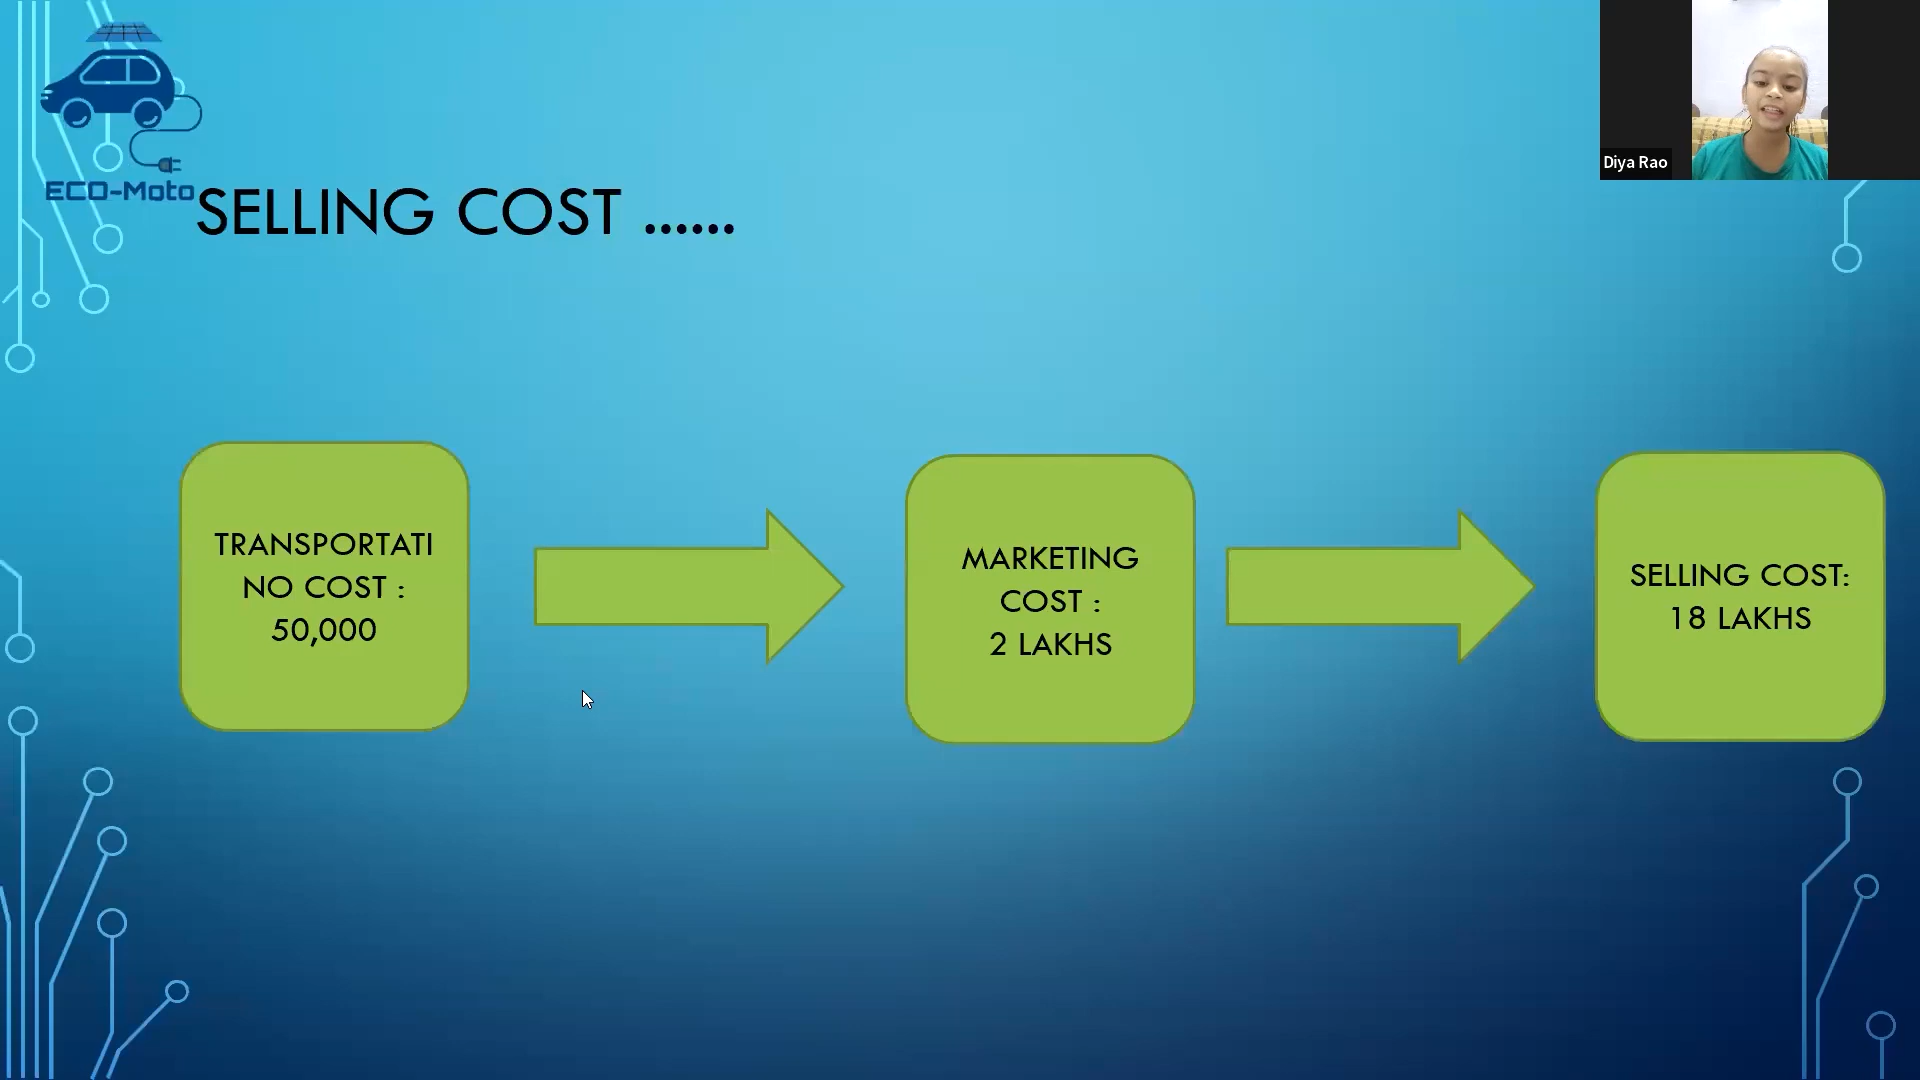 ECO-Moto
Diya Rao
SELLING COST ......
TRANSPORTATI
NO COST :
50,000
MARKETING
COST :
2 LAKHS
SELLING COST:
18 LAKHS